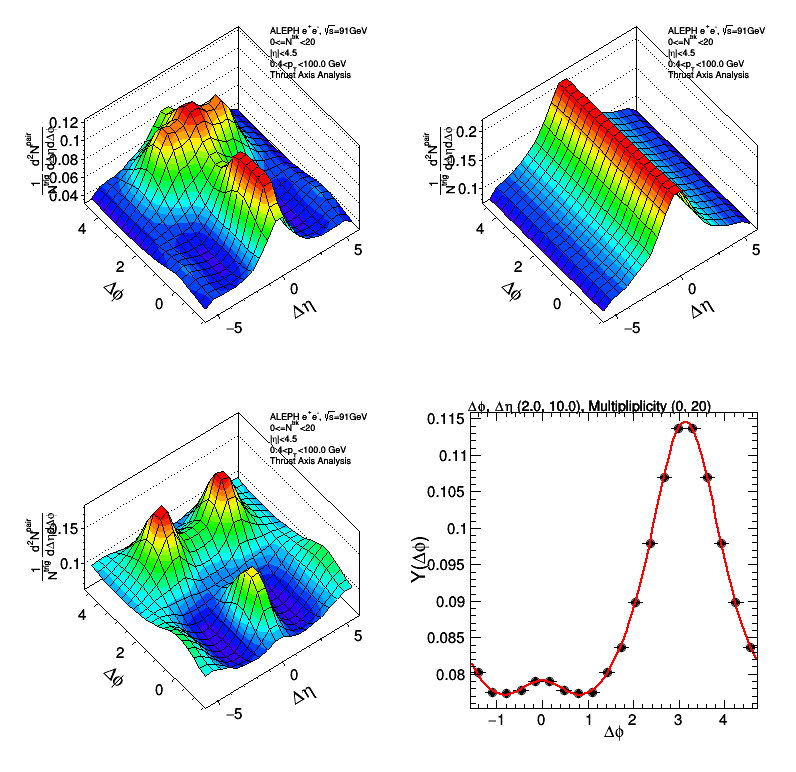 ALEPH e⁺e⁻, √s=91GeV
0<=N^trk<20
|η|<4.5
0.4<p_T<100.0 GeV
Thrust Axis Analysis
0.12
0.1
0.08
0.06
0.04
1/N^trig d²N^pair/dΔηdΔφ
4
2
0
Δφ
−5
0
5
Δη
ALEPH e⁺e⁻, √s=91GeV
0<=N^trk<20
|η|<4.5
0.4<p_T<100.0 GeV
Thrust Axis Analysis
0.2
0.15
0.1
1/N^trig d²N^pair/dΔηdΔφ
4
2
0
Δφ
−5
0
5
Δη
ALEPH e⁺e⁻, √s=91GeV
0<=N^trk<20
|η|<4.5
0.4<p_T<100.0 GeV
Thrust Axis Analysis
0.15
0.1
1/N^trig d²N^pair/dΔηdΔφ
4
2
0
Δφ
−5
0
5
Δη
Δφ, Δη (2.0, 10.0), Multipliplicity (0, 20)
0.115
0.11
0.105
0.1
0.095
0.09
0.085
0.08
Y(Δφ)
−1 0 1 2 3 4
Δφ